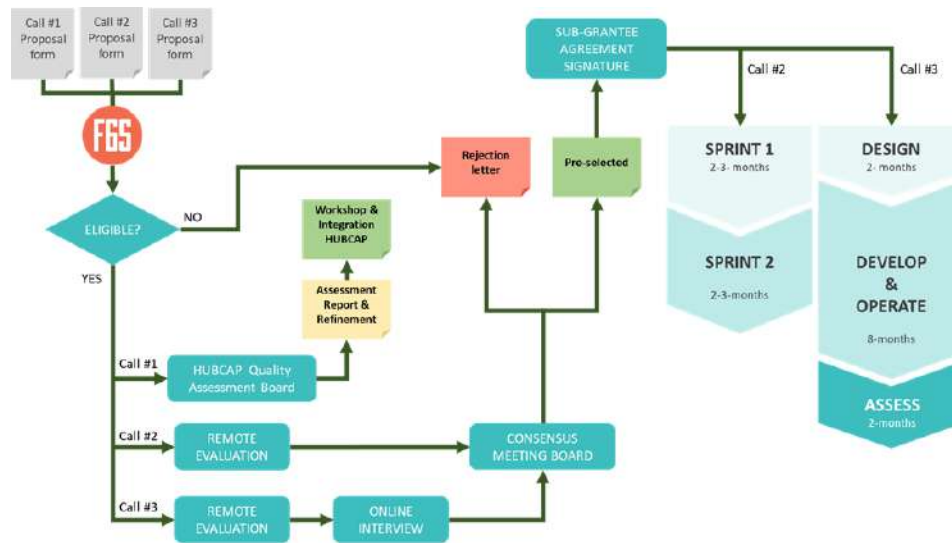 Call #1
Proposal
form
Call #2
Proposal
form
Call #3
Proposal
form
F6S
ELIGIBLE?
NO
YES
Call #1
HUBCAP Quality
Assessment Board
Assessment
Report &
Refinement
Workshop &
Integration
HUBCAP
Call #2
REMOTE
EVALUATION
Call #3
REMOTE
EVALUATION
ONLINE
INTERVIEW
CONSENSUS
MEETING BOARD
Rejection
letter
Pre-selected
SUB-GRANTEE
AGREEMENT
SIGNATURE
Call #2
Call #3
SPRINT 1
2-3- months
SPRINT 2
2-3-months
DESIGN
2- months
DEVELOP
&
OPERATE
8-months
ASSESS
2-months